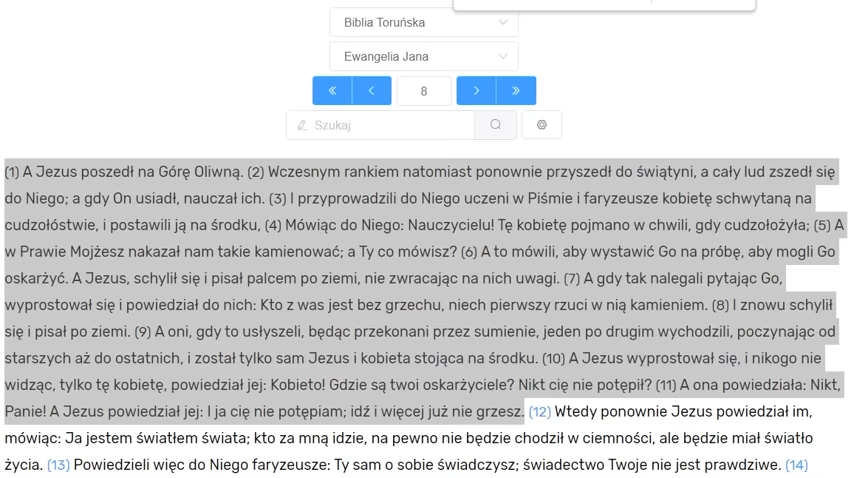 Biblia Toruńska
Ewangelia Jana
8
Szukaj
(1) A Jezus poszedł na Górę Oliwną. (2) Wczesnym rankiem natomiast ponownie przyszedł do świątyni, a cały lud zszedł się
do Niego; a gdy On usiadł, nauczał ich. (3) I przyprowadzili do Niego uczeni w Piśmie i faryzeusze kobietę schwytaną na
cudzołóstwie, i postawili ją na środku, (4) Mówiąc do Niego: Nauczycielu! Tę kobietę pojmano w chwili, gdy cudzołożyła; (5) A
w Prawie Mojżesz nakazał nam takie kamienować; a Ty co mówisz? (6) A to mówili, aby wystawić Go na próbę, aby mogli Go
oskarżyć. A Jezus, schylił się i pisał palcem po ziemi, nie zwracając na nich uwagi. (7) A gdy tak nalegali pytając Go,
wyprostował się i powiedział do nich: Kto z was jest bez grzechu, niech pierwszy rzuci w nią kamieniem. (8) I znowu schylił
się i pisał po ziemi. (9) A oni, gdy to usłyszeli, będąc przekonani przez sumienie, jeden po drugim wychodzili, poczynając od
starszych aż do ostatnich, i został tylko sam Jezus i kobieta stojąca na środku. (10) A Jezus wyprostował się, i nikogo nie
widząc, tylko tę kobietę, powiedział jej: Kobieto! Gdzie są twoi oskarżyciele? Nikt cię nie potępił? (11) A ona powiedziała: Nikt,
Panie! A Jezus powiedział jej: I ja cię nie potępiam; idź i więcej już nie grzesz. (12) Wtedy ponownie Jezus powiedział im,
mówiąc: Ja jestem światłem świata; kto za mną idzie, na pewno nie będzie chodził w ciemności, ale będzie miał światło
życia. (13) Powiedzieli więc do Niego faryzeusze: Ty sam o sobie świadczysz; świadectwo Twoje nie jest prawdziwe. (14)